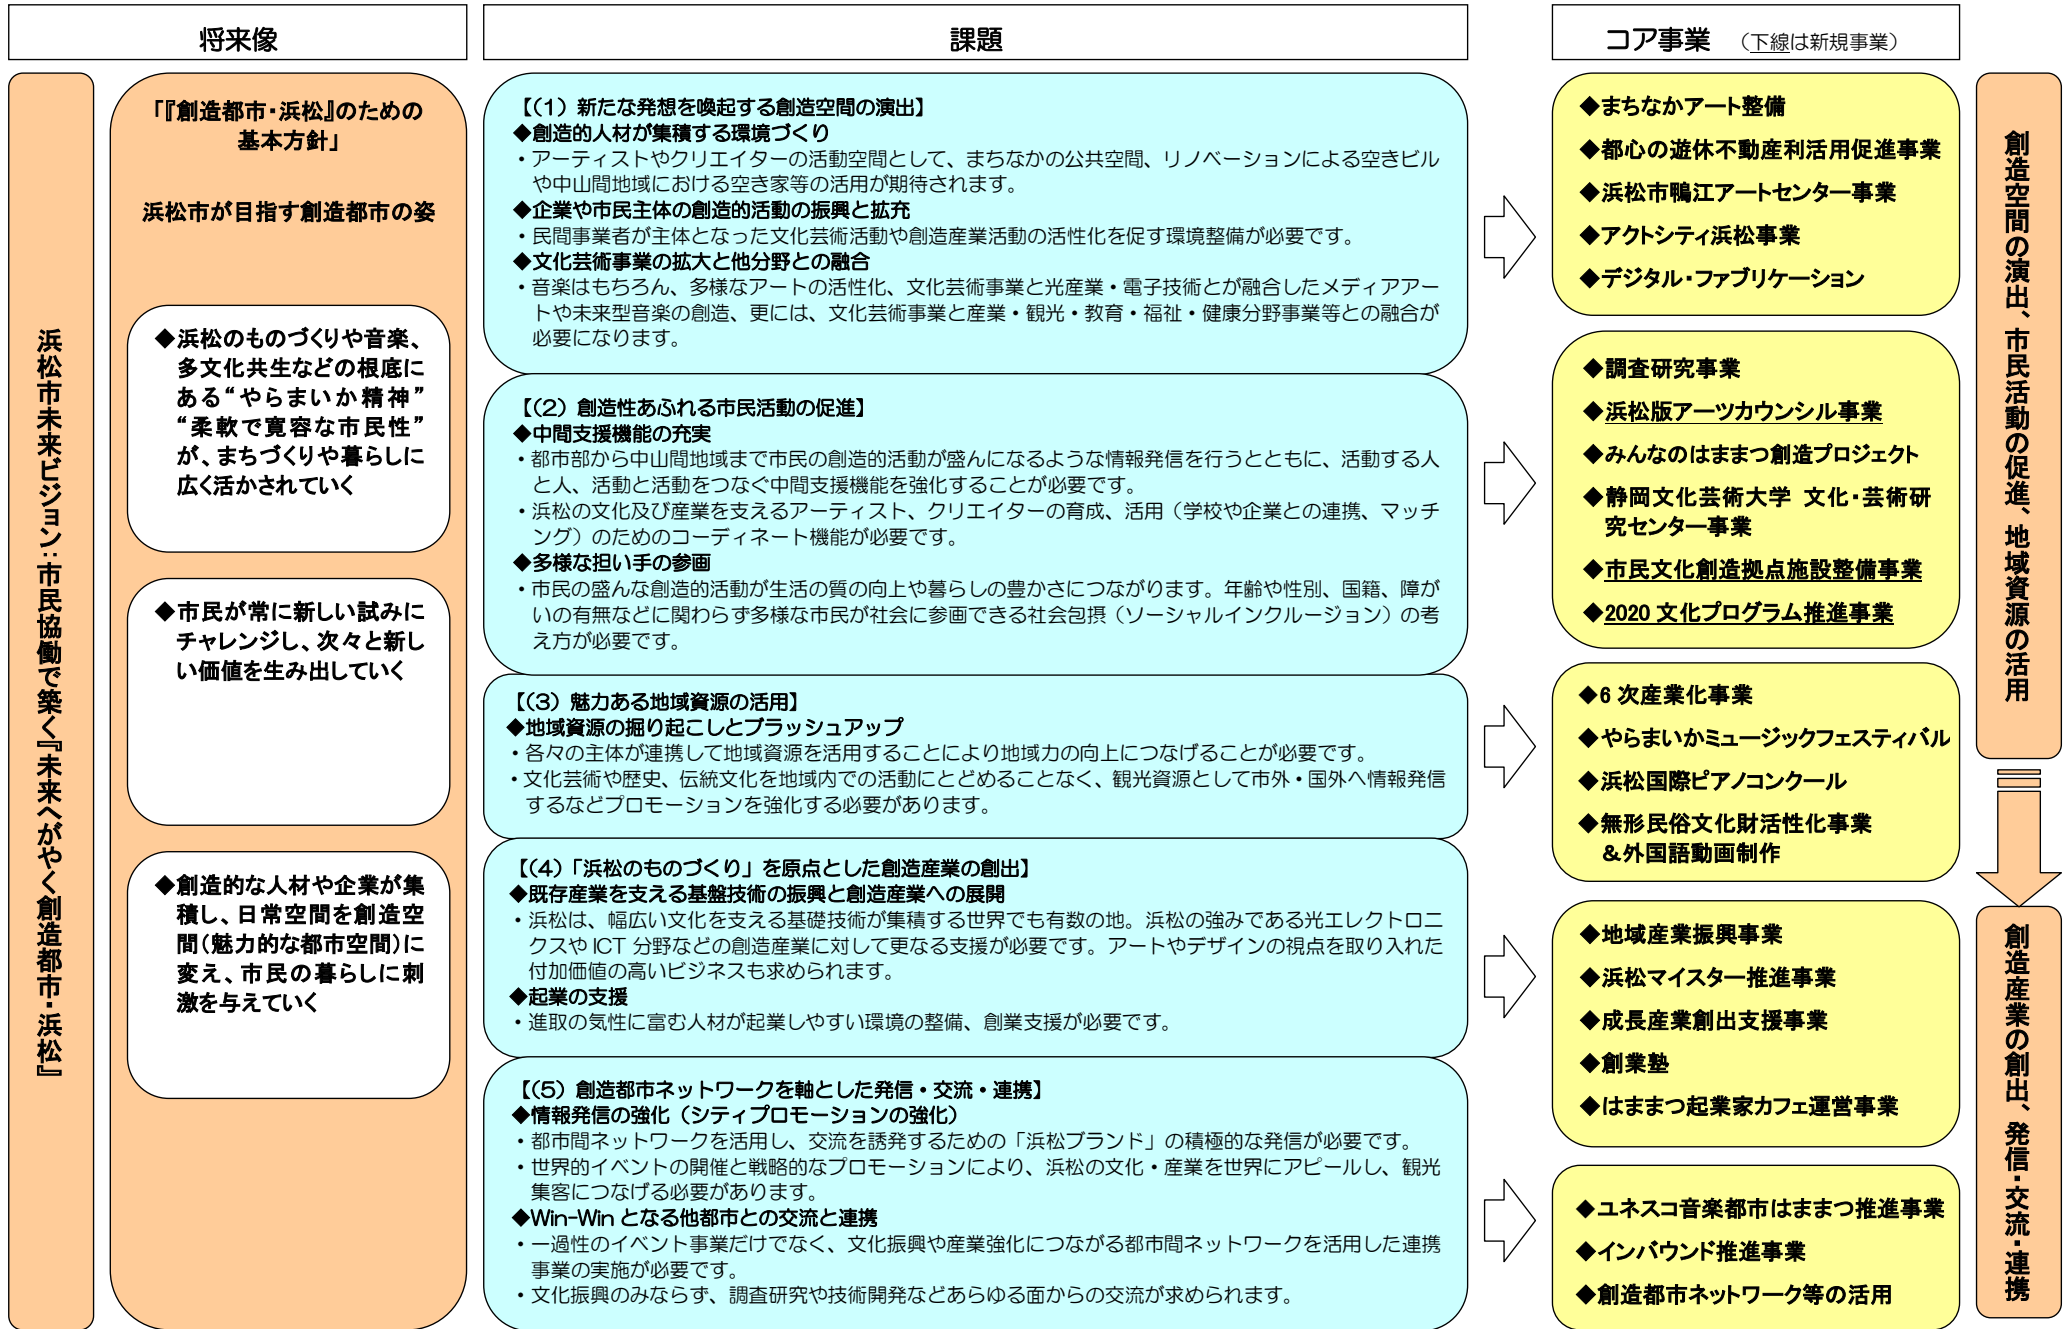 将来像
浜松市未来ビジョン：市民協働で築く『未来へかがやく創造都市・浜松』
「『創造都市・浜松』のための
基本方針」
浜松市が目指す創造都市の姿
◆浜松のものづくりや音楽、
多文化共生などの根底に
ある“やらまいか精神”
“柔軟で寛容な市民性”
が、まちづくりや暮らしに
広く活かされていく
◆市民が常に新しい試みに
チャレンジし、次々と新し
い価値を生み出していく
◆創造的な人材や企業が集
積し、日常空間を創造空
間(魅力的な都市空間)に
変え、市民の暮らしに刺
激を与えていく
課題
【(1) 新たな発想を喚起する創造空間の演出】
◆創造的人材が集積する環境づくり
・アーティストやクリエイターの活動空間として、まちなかの公共空間、リノベーションによる空きビル
や中山間地域における空き家等の活用が期待されます。
◆企業や市民主体の創造的活動の振興と拡充
・民間事業者が主体となった文化芸術活動や創造産業活動の活性化を促す環境整備が必要です。
◆文化芸術事業の拡大と他分野との融合
・音楽はもちろん、多様なアートの活性化、文化芸術事業と光産業・電子技術とが融合したメディアアー
トや未来型音楽の創造、更には、文化芸術事業と産業・観光・教育・福祉・健康分野事業等との融合が
必要になります。
【(2) 創造性あふれる市民活動の促進】
◆中間支援機能の充実
・都市部から中山間地域まで市民の創造的活動が盛んになるような情報発信を行うとともに、活動する人
と人、活動と活動をつなぐ中間支援機能を強化することが必要です。
・浜松の文化及び産業を支えるアーティスト、クリエイターの育成、活用（学校や企業との連携、マッチ
ング）のためのコーディネート機能が必要です。
◆多様な担い手の参画
・市民の盛んな創造的活動が生活の質の向上や暮らしの豊かさにつながります。年齢や性別、国籍、障が
いの有無などに関わらず多様な市民が社会に参画できる社会包摂（ソーシャルインクルージョン）の考
え方が必要です。
【(3) 魅力ある地域資源の活用】
◆地域資源の掘り起こしとブラッシュアップ
・各々の主体が連携して地域資源を活用することにより地域力の向上につなげることが必要です。
・文化芸術や歴史、伝統文化を地域内での活動にとどめることなく、観光資源として市外・国外へ情報発信
するなどプロモーションを強化する必要があります。
【(4)「浜松のものづくり」を原点とした創造産業の創出】
◆既存産業を支える基盤技術の振興と創造産業への展開
・浜松は、幅広い文化を支える基礎技術が集積する世界でも有数の地。浜松の強みである光エレクトロニ
クスや ICT 分野などの創造産業に対して更なる支援が必要です。アートやデザインの視点を取り入れた
付加価値の高いビジネスも求められます。
◆起業の支援
・進取の気性に富む人材が起業しやすい環境の整備、創業支援が必要です。
【(5) 創造都市ネットワークを軸とした発信・交流・連携】
◆情報発信の強化（シティプロモーションの強化）
・都市間ネットワークを活用し、交流を誘発するための「浜松ブランド」の積極的な発信が必要です。
・世界的イベントの開催と戦略的なプロモーションにより、浜松の文化・産業を世界にアピールし、観光
集客につなげる必要があります。
◆Win-Win となる他都市との交流と連携
・一過性のイベント事業だけでなく、文化振興や産業強化につながる都市間ネットワークを活用した連携
事業の実施が必要です。
・文化振興のみならず、調査研究や技術開発などあらゆる面からの交流が求められます。
コア事業　（下線は新規事業）
◆まちなかアート整備
◆都心の遊休不動産利活用促進事業
◆浜松市鴨江アートセンター事業
◆アクトシティ浜松事業
◆デジタル・ファブリケーション
◆調査研究事業
◆浜松版アーツカウンシル事業
◆みんなのはままつ創造プロジェクト
◆静岡文化芸術大学 文化・芸術研
究センター事業
◆市民文化創造拠点施設整備事業
◆2020 文化プログラム推進事業
◆6 次産業化事業
◆やらまいかミュージックフェスティバル
◆浜松国際ピアノコンクール
◆無形民俗文化財活性化事業
＆外国語動画制作
◆地域産業振興事業
◆浜松マイスター推進事業
◆成長産業創出支援事業
◆創業塾
◆はままつ起業家カフェ運営事業
◆ユネスコ音楽都市はままつ推進事業
◆インバウンド推進事業
◆創造都市ネットワーク等の活用
創造空間の演出、市民活動の促進、地域資源の活用
創造産業の創出、発信・交流・連携